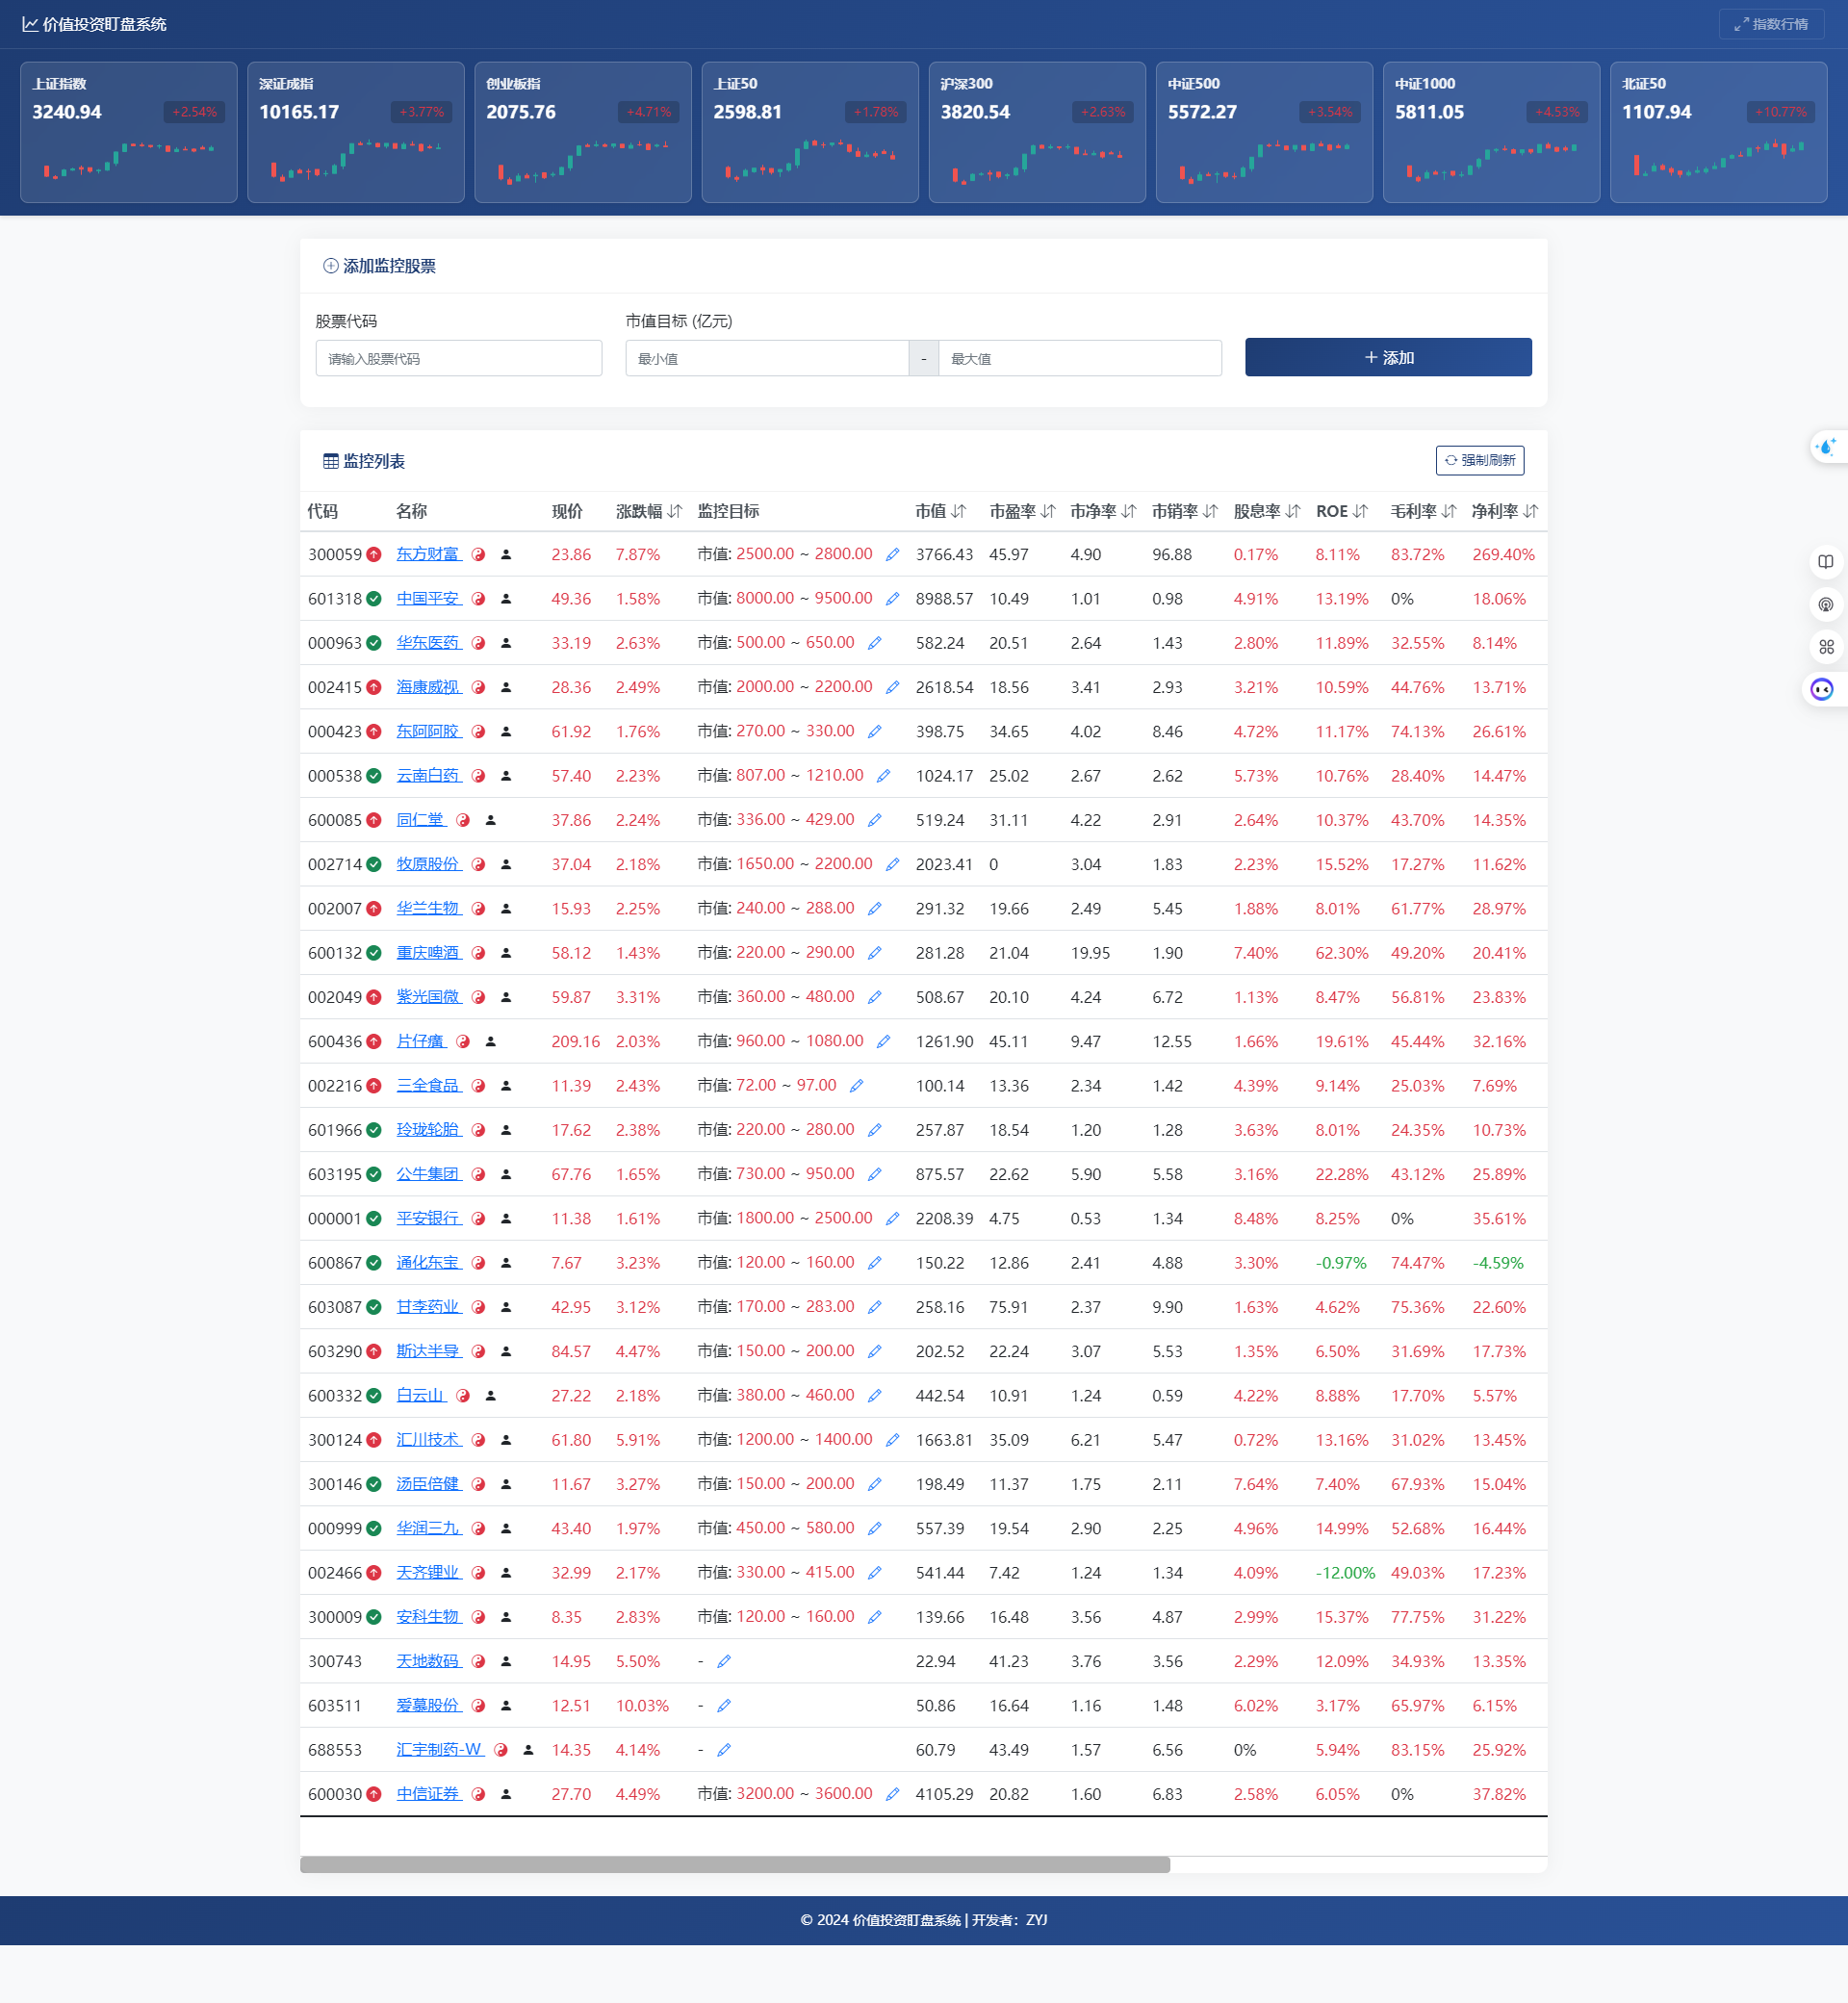 价值投资盯盘系统 指数行情
上证指数 深证成指 创业板指 上证50 沪深300 中证500 中证1000 北证50
3240.94 +2.54% 10165.17 +3.77% 2075.76 +4.71% 2598.81 +1.78% 3820.54 +2.63% 5572.27 +3.54% 5811.05 +4.53% 1107.94 +10.77%
添加监控股票
股票代码 市值目标 (亿元)
请输入股票代码 最小值 - 最大值 添加
监控列表 强制刷新
代码 名称 现价 涨跌幅 监控目标 市值 市盈率 市净率 市销率 股息率 ROE 毛利率 净利率
300059 东方财富 23.86 7.87% 市值: 2500.00 ~ 2800.00 3766.43 45.97 4.90 96.88 0.17% 8.11% 83.72% 269.40%
601318 中国平安 49.36 1.58% 市值: 8000.00 ~ 9500.00 8988.57 10.49 1.01 0.98 4.91% 13.19% 0% 18.06%
000963 华东医药 33.19 2.63% 市值: 500.00 ~ 650.00 582.24 20.51 2.64 1.43 2.80% 11.89% 32.55% 8.14%
002415 海康威视 28.36 2.49% 市值: 2000.00 ~ 2200.00 2618.54 18.56 3.41 2.93 3.21% 10.59% 44.76% 13.71%
000423 东阿阿胶 61.92 1.76% 市值: 270.00 ~ 330.00 398.75 34.65 4.02 8.46 4.72% 11.17% 74.13% 26.61%
000538 云南白药 57.40 2.23% 市值: 807.00 ~ 1210.00 1024.17 25.02 2.67 2.62 5.73% 10.76% 28.40% 14.47%
600085 同仁堂 37.86 2.24% 市值: 336.00 ~ 429.00 519.24 31.11 4.22 2.91 2.64% 10.37% 43.70% 14.35%
002714 牧原股份 37.04 2.18% 市值: 1650.00 ~ 2200.00 2023.41 0 3.04 1.83 2.23% 15.52% 17.27% 11.62%
002007 华兰生物 15.93 2.25% 市值: 240.00 ~ 288.00 291.32 19.66 2.49 5.45 1.88% 8.01% 61.77% 28.97%
600132 重庆啤酒 58.12 1.43% 市值: 220.00 ~ 290.00 281.28 21.04 19.95 1.90 7.40% 62.30% 49.20% 20.41%
002049 紫光国微 59.87 3.31% 市值: 360.00 ~ 480.00 508.67 20.10 4.24 6.72 1.13% 8.47% 56.81% 23.83%
600436 片仔癀 209.16 2.03% 市值: 960.00 ~ 1080.00 1261.90 45.11 9.47 12.55 1.66% 19.61% 45.44% 32.16%
002216 三全食品 11.39 2.43% 市值: 72.00 ~ 97.00 100.14 13.36 2.34 1.42 4.39% 9.14% 25.03% 7.69%
601966 玲珑轮胎 17.62 2.38% 市值: 220.00 ~ 280.00 257.87 18.54 1.20 1.28 3.63% 8.01% 24.35% 10.73%
603195 公牛集团 67.76 1.65% 市值: 730.00 ~ 950.00 875.57 22.62 5.90 5.58 3.16% 22.28% 43.12% 25.89%
000001 平安银行 11.38 1.61% 市值: 1800.00 ~ 2500.00 2208.39 4.75 0.53 1.34 8.48% 8.25% 0% 35.61%
600867 通化东宝 7.67 3.23% 市值: 120.00 ~ 160.00 150.22 12.86 2.41 4.88 3.30% -0.97% 74.47% -4.59%
603087 甘李药业 42.95 3.12% 市值: 170.00 ~ 283.00 258.16 75.91 2.37 9.90 1.63% 4.62% 75.36% 22.60%
603290 斯达半导 84.57 4.47% 市值: 150.00 ~ 200.00 202.52 22.24 3.07 5.53 1.35% 6.50% 31.69% 17.73%
600332 白云山 27.22 2.18% 市值: 380.00 ~ 460.00 442.54 10.91 1.24 0.59 4.22% 8.88% 17.70% 5.57%
300124 汇川技术 61.80 5.91% 市值: 1200.00 ~ 1400.00 1663.81 35.09 6.21 5.47 0.72% 13.16% 31.02% 13.45%
300146 汤臣倍健 11.67 3.27% 市值: 150.00 ~ 200.00 198.49 11.37 1.75 2.11 7.64% 7.40% 67.93% 15.04%
000999 华润三九 43.40 1.97% 市值: 450.00 ~ 580.00 557.39 19.54 2.90 2.25 4.96% 14.99% 52.68% 16.44%
002466 天齐锂业 32.99 2.17% 市值: 330.00 ~ 415.00 541.44 7.42 1.24 1.34 4.09% -12.00% 49.03% 17.23%
300009 安科生物 8.35 2.83% 市值: 120.00 ~ 160.00 139.66 16.48 3.56 4.87 2.99% 15.37% 77.75% 31.22%
300743 天地数码 14.95 5.50% - 22.94 41.23 3.76 3.56 2.29% 12.09% 34.93% 13.35%
603511 爱慕股份 12.51 10.03% - 50.86 16.64 1.16 1.48 6.02% 3.17% 65.97% 6.15%
688553 汇宇制药-W 14.35 4.14% - 60.79 43.49 1.57 6.56 0% 5.94% 83.15% 25.92%
600030 中信证券 27.70 4.49% 市值: 3200.00 ~ 3600.00 4105.29 20.82 1.60 6.83 2.58% 6.05% 0% 37.82%
© 2024 价值投资盯盘系统 | 开发者：ZYJ